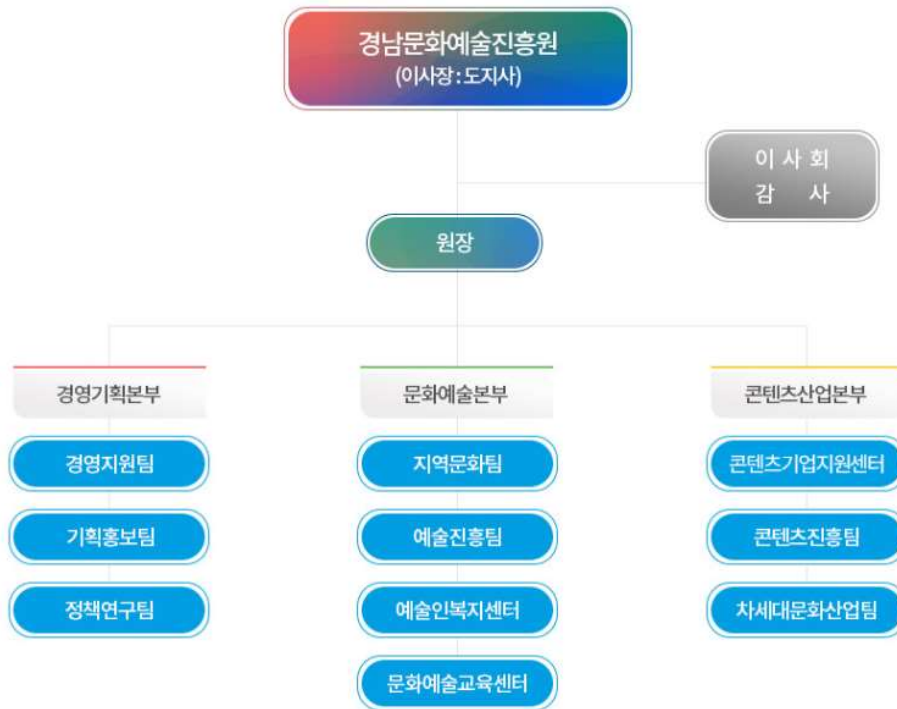 경남문화예술진흥원
(이사장:도지사)
이 사 회
감 사
원장
경영기획본부
문화예술본부
콘텐츠산업본부
경영지원팀
지역문화팀
콘텐츠기업지원센터
기획홍보팀
예술진흥팀
콘텐츠진흥팀
정책연구팀
예술인복지센터
차세대문화산업팀
문화예술교육센터